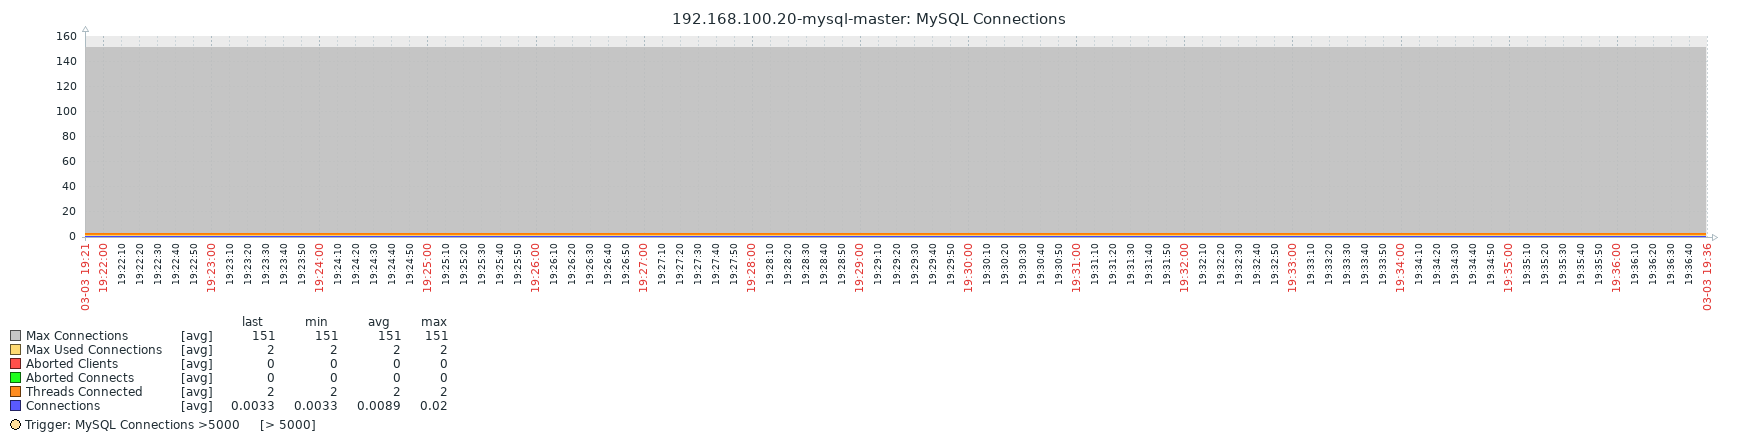 192.168.100.20-mysql-master: MySQL Connections
160
140
120
100
80
60
40
20
0
03-03 19:21 19:22:00 19:22:10 19:22:20 19:22:30 19:22:40 19:22:50 19:23:00 19:23:10 19:23:20 19:23:30 19:23:40 19:23:50 19:24:00 19:24:10 19:24:20 19:24:30 19:24:40 19:24:50 19:25:00 19:25:10 19:25:20 19:25:30 19:25:40 19:25:50 19:26:00 19:26:10 19:26:20 19:26:30 19:26:40 19:26:50 19:27:00 19:27:10 19:27:20 19:27:30 19:27:40 19:27:50 19:28:00 19:28:10 19:28:20 19:28:30 19:28:40 19:28:50 19:29:00 19:29:10 19:29:20 19:29:30 19:29:40 19:29:50 19:30:00 19:30:10 19:30:20 19:30:30 19:30:40 19:30:50 19:31:00 19:31:10 19:31:20 19:31:30 19:31:40 19:31:50 19:32:00 19:32:10 19:32:20 19:32:30 19:32:40 19:32:50 19:33:00 19:33:10 19:33:20 19:33:30 19:33:40 19:33:50 19:34:00 19:34:10 19:34:20 19:34:30 19:34:40 19:34:50 19:35:00 19:35:10 19:35:20 19:35:30 19:35:40 19:35:50 19:36:00 19:36:10 19:36:20 19:36:30 19:36:40 03-03 19:36
last min avg max
Max Connections [avg] 151 151 151 151
Max Used Connections [avg] 2 2 2 2
Aborted Clients [avg] 0 0 0 0
Aborted Connects [avg] 0 0 0 0
Threads Connected [avg] 2 2 2 2
Connections [avg] 0.0033 0.0033 0.0089 0.02
Trigger: MySQL Connections >5000 [> 5000]